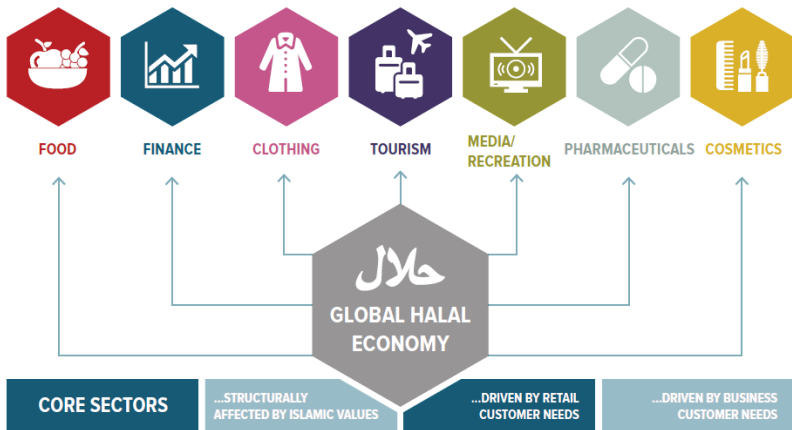 FOOD
FINANCE
CLOTHING
TOURISM
MEDIA/
RECREATION
PHARMACEUTICALS
COSMETICS
حلال
GLOBAL HALAL
ECONOMY
CORE SECTORS
...STRUCTURALLY
AFFECTED BY ISLAMIC VALUES
...DRIVEN BY RETAIL
CUSTOMER NEEDS
...DRIVEN BY BUSINESS
CUSTOMER NEEDS